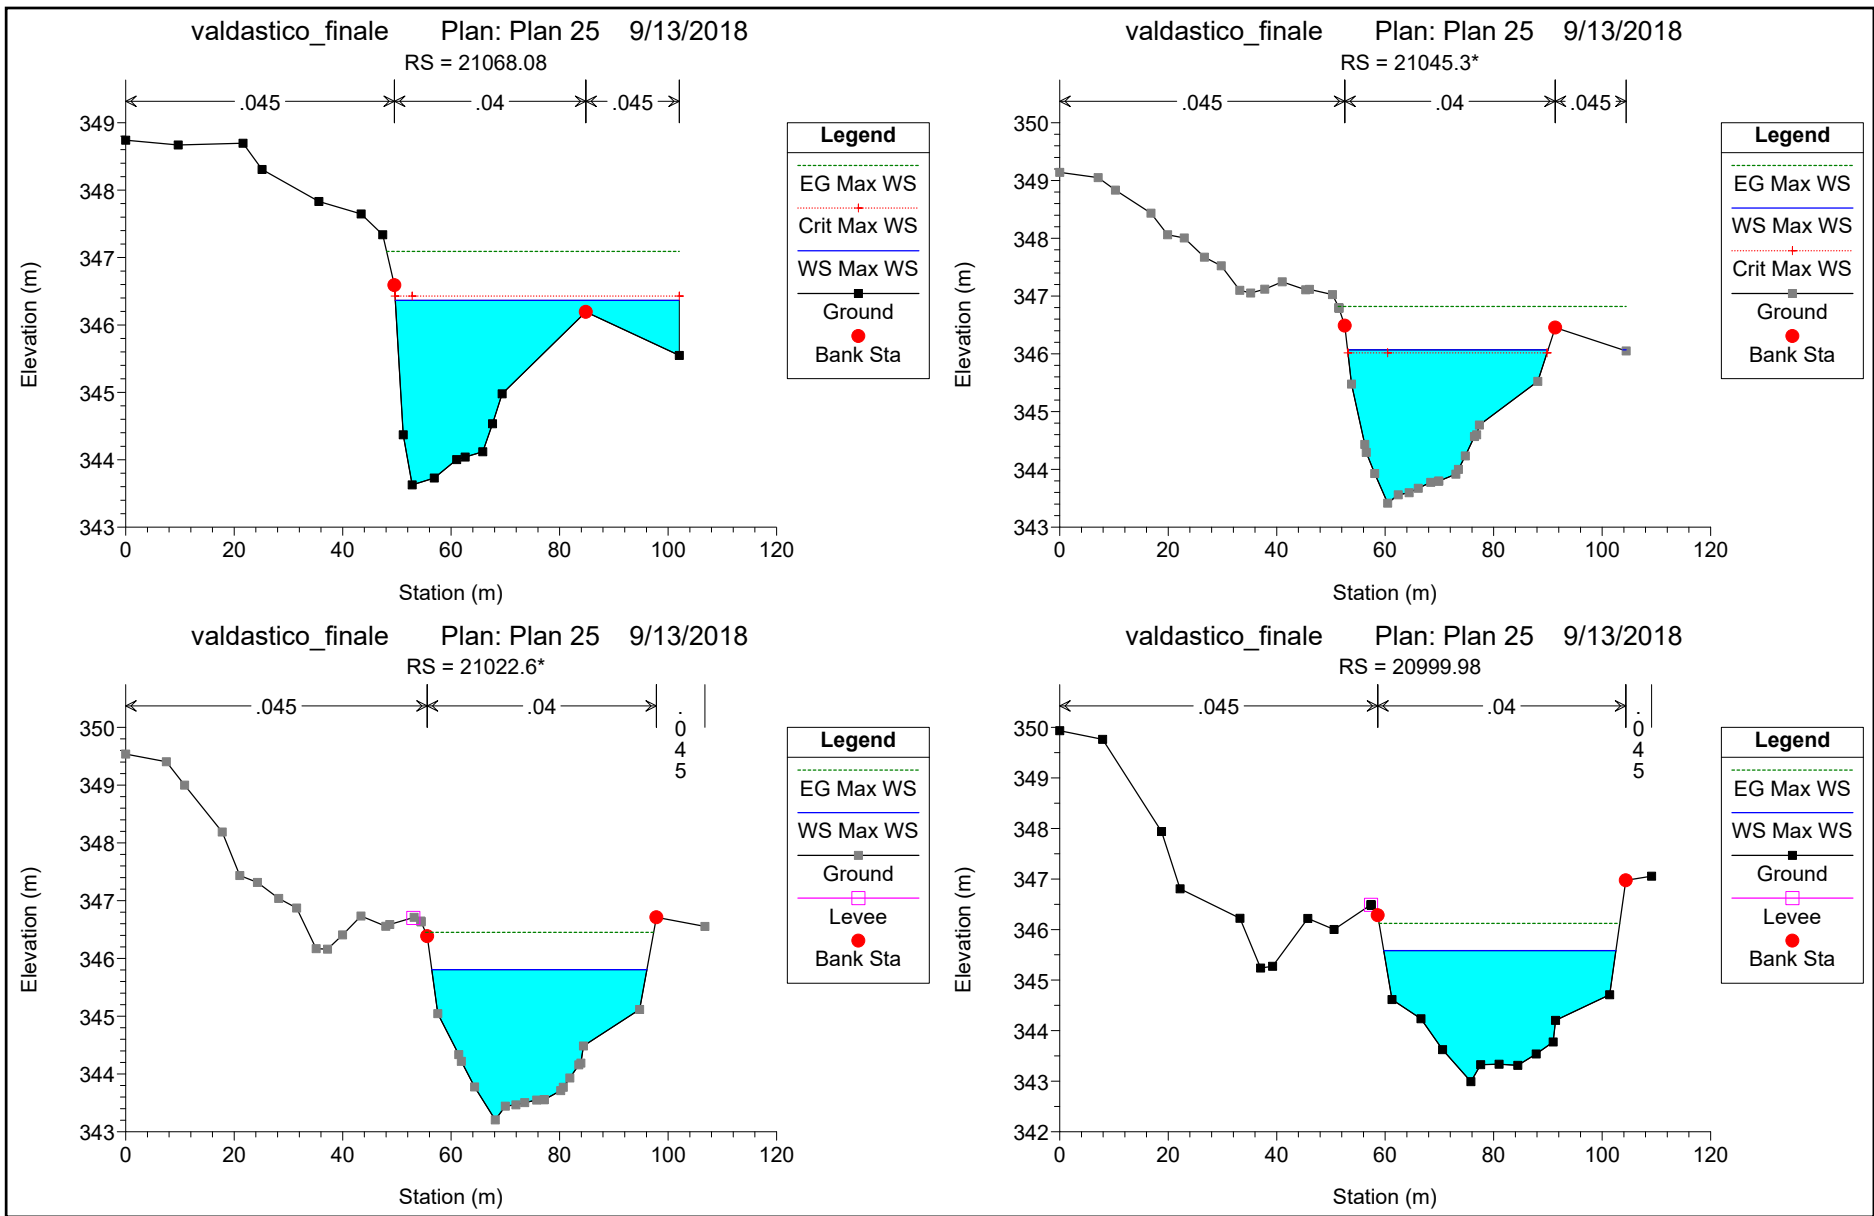 valdastico_finale Plan: Plan 25 9/13/2018
RS = 21068.08
.045 .04 .045
349
348
347
346
345
344
343
0 20 40 60 80 100 120
Station (m)
Elevation (m)
Legend
EG Max WS
Crit Max WS
WS Max WS
Ground
Bank Sta
valdastico_finale Plan: Plan 25 9/13/2018
RS = 21045.3*
.045 .04 .045
350
349
348
347
346
345
344
343
0 20 40 60 80 100 120
Station (m)
Elevation (m)
Legend
EG Max WS
WS Max WS
Crit Max WS
Ground
Bank Sta
valdastico_finale Plan: Plan 25 9/13/2018
RS = 21022.6*
.045 .04 .045
350
349
348
347
346
345
344
343
0 20 40 60 80 100 120
Station (m)
Elevation (m)
Legend
EG Max WS
WS Max WS
Ground
Levee
Bank Sta
valdastico_finale Plan: Plan 25 9/13/2018
RS = 20999.98
.045 .04 .045
350
349
348
347
346
345
344
343
342
0 20 40 60 80 100 120
Station (m)
Elevation (m)
Legend
EG Max WS
WS Max WS
Ground
Levee
Bank Sta